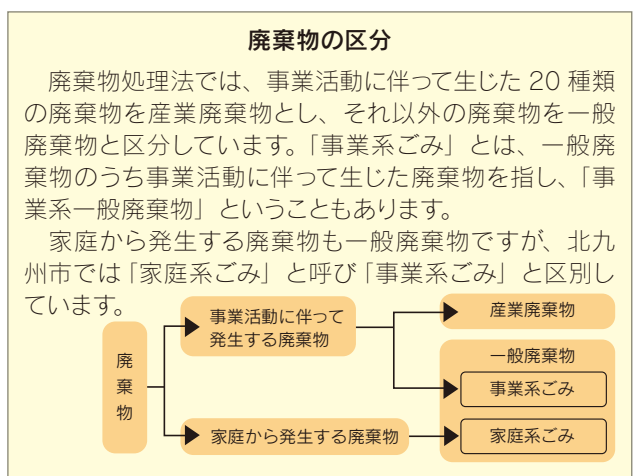 廃棄物の区分
廃棄物処理法では、事業活動に伴って生じた 20 種類
の廃棄物を産業廃棄物とし、それ以外の廃棄物を一般
廃棄物と区分しています。「事業系ごみ」とは、一般廃
棄物のうち事業活動に伴って生じた廃棄物を指し、「事
業系一般廃棄物」ということもあります。
家庭から発生する廃棄物も一般廃棄物ですが、北九
州市では「家庭系ごみ」と呼び「事業系ごみ」と区別し
ています。
廃棄物
事業活動に伴って
発生する廃棄物
家庭から発生する廃棄物
産業廃棄物
一般廃棄物
事業系ごみ
家庭系ごみ